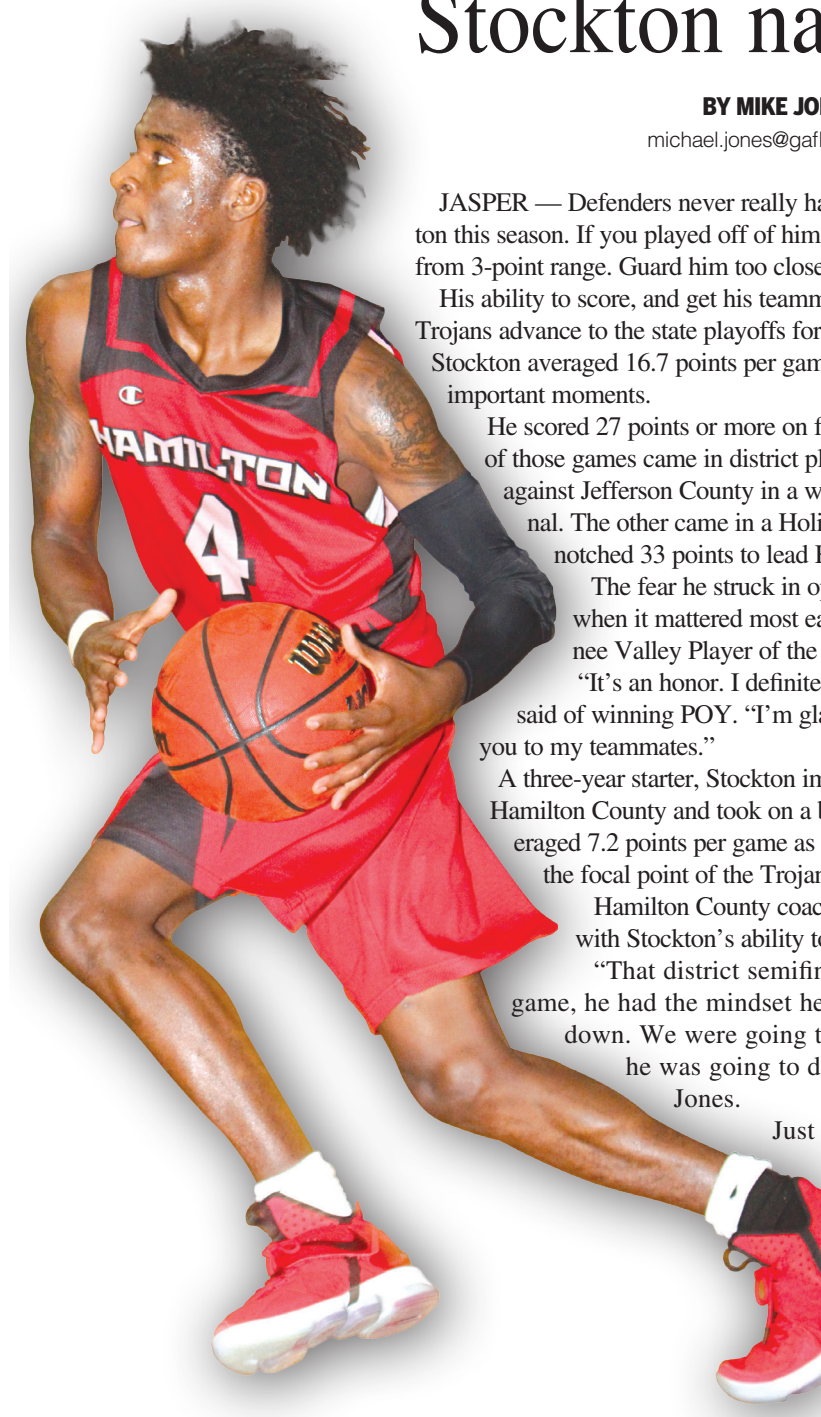 Stockton na
BY MIKE JO
michael.jones@gafl
JASPER — Defenders never really ha
ton this season. If you played off of him
from 3-point range. Guard him too close
His ability to score, and get his teamm
Trojans advance to the state playoffs for
Stockton averaged 16.7 points per gam
important moments.
He scored 27 points or more on f
of those games came in district pl
against Jefferson County in a w
nal. The other came in a Holi
notched 33 points to lead H
The fear he struck in op
when it mattered most ea
nee Valley Player of the
“It’s an honor. I definite
said of winning POY. “I’m gla
you to my teammates.”
A three-year starter, Stockton im
Hamilton County and took on a b
eraged 7.2 points per game as
the focal point of the Trojan
Hamilton County coac
with Stockton’s ability to
“That district semifin
game, he had the mindset he
down. We were going t
he was going to d
Jones.
Just
HAMILTON
4
Wilson